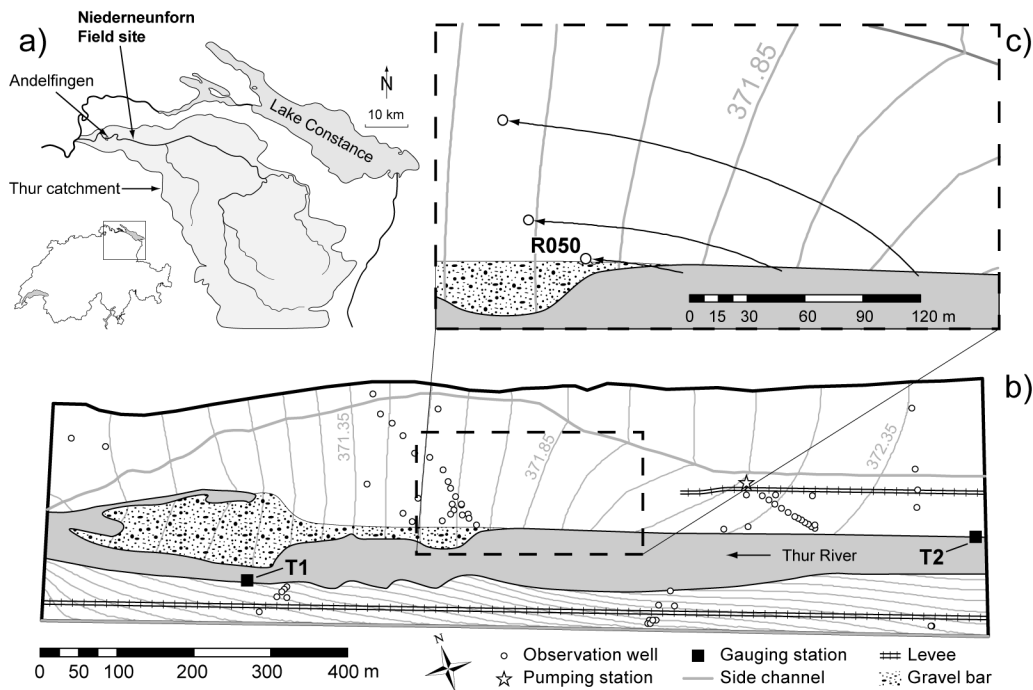 a)
Niederneunforn
Field site
Andelfingen
N
10 km
Lake Constance
Thur catchment
c)
371.85
R050
0 15 30 60 90 120 m
b)
371.35
371.85
372.35
T1
T2
Thur River
0 50 100 200 300 400 m
N
Observation well
Gauging station
Levee
Pumping station
Side channel
Gravel bar